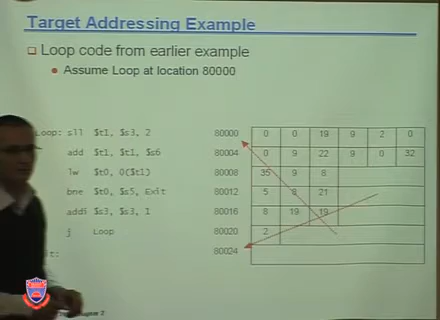 Target Addressing Example
Loop code from earlier example
Assume Loop at location 80000
Loop: sll $t1, $s3, 2 80000 0 0 19 9 2 0
add $t1, $t1, $s6 80004 0 9 22 9 0 32
lw $t0, 0($t1) 80008 35 9 8
bne $t0, $s5, Exit 80012 5 8 21
addi $s3, $s3, 1 80016 8 19 19
j Loop 80020 2
it: 80024